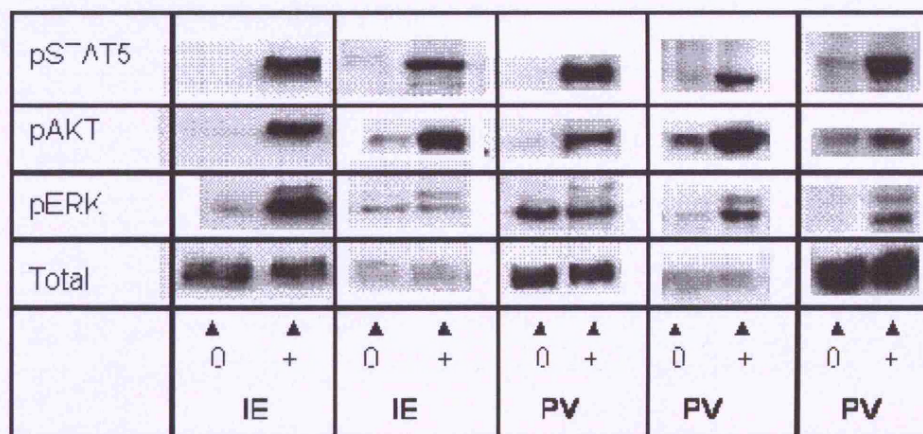 pSTAT5
pAKT
pERK
Total
0 + 0 + 0 + 0 + 0 +
IE IE PV PV PV